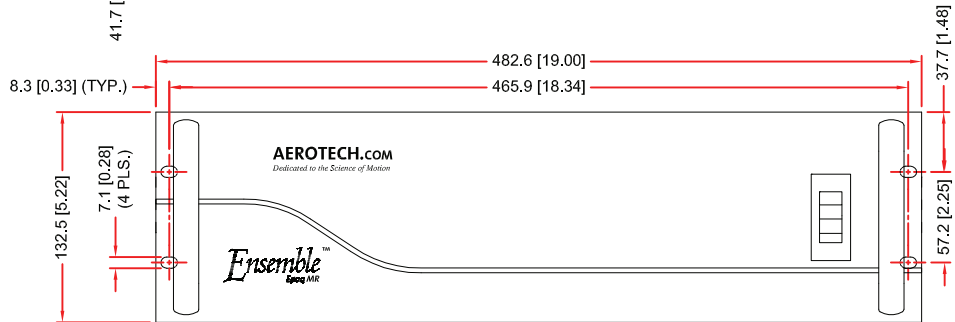 41.7 [
37.7 [1.48]
482.6 [19.00]
8.3 [0.33] (TYP.)
465.9 [18.34]
AEROTECH.COM
Dedicated to the Science of Motion
7.1 [0.28]
(4 PLS.)
132.5 [5.22]
57.2 [2.25]
Ensemble™
Epaq MR